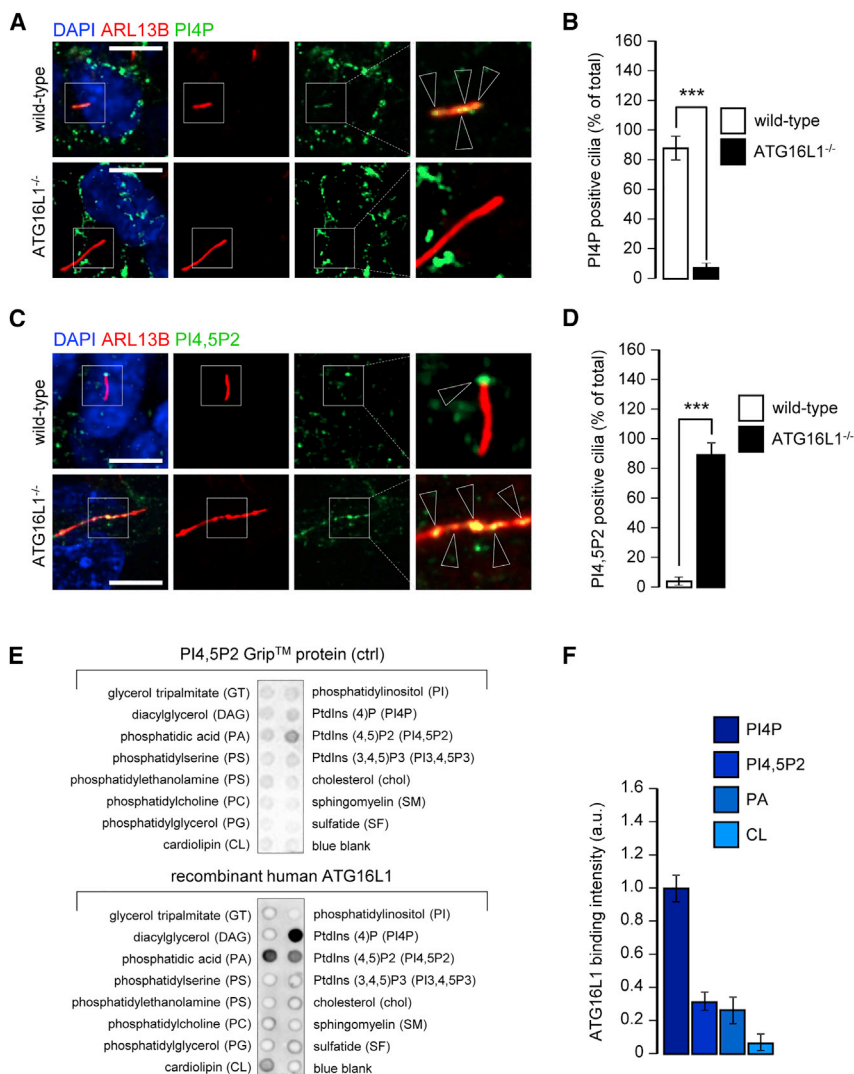 A
DAPI ARL13B PI4P
wild-type
ATG16L1-/-
B
160
140
120
100
80
60
40
20
0
PI4P positive cilia (% of total)
***
wild-type
ATG16L1-/-
C
DAPI ARL13B PI4,5P2
wild-type
ATG16L1-/-
D
160
140
120
100
80
60
40
20
0
PI4,5P2 positive cilia (% of total)
***
wild-type
ATG16L1-/-
E
PI4,5P2 Grip™ protein (ctrl)
glycerol tripalmitate (GT) phosphatidylinositol (PI)
diacylglycerol (DAG) PtdIns (4)P (PI4P)
phosphatidic acid (PA) PtdIns (4,5)P2 (PI4,5P2)
phosphatidylserine (PS) PtdIns (3,4,5)P3 (PI3,4,5P3)
phosphatidylethanolamine (PS) cholesterol (chol)
phosphatidylcholine (PC) sphingomyelin (SM)
phosphatidylglycerol (PG) sulfatide (SF)
cardiolipin (CL) blue blank
recombinant human ATG16L1
glycerol tripalmitate (GT) phosphatidylinositol (PI)
diacylglycerol (DAG) PtdIns (4)P (PI4P)
phosphatidic acid (PA) PtdIns (4,5)P2 (PI4,5P2)
phosphatidylserine (PS) PtdIns (3,4,5)P3 (PI3,4,5P3)
phosphatidylethanolamine (PS) cholesterol (chol)
phosphatidylcholine (PC) sphingomyelin (SM)
phosphatidylglycerol (PG) sulfatide (SF)
cardiolipin (CL) blue blank
F
PI4P
PI4,5P2
PA
CL
1.6
1.4
1.2
1.0
0.8
0.6
0.4
0.2
0
ATG16L1 binding intensity (a.u.)